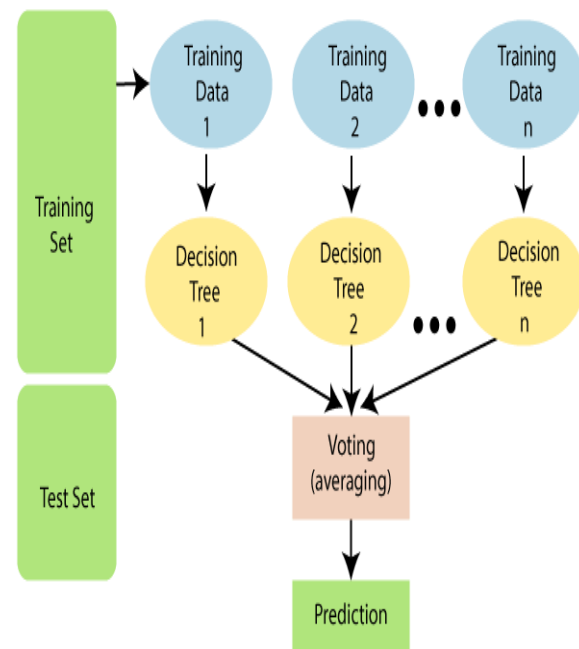 Training
Set
Training
Data
1
Training
Data
2
Training
Data
n
Decision
Tree
1
Decision
Tree
2
Decision
Tree
n
Test Set
Voting
(averaging)
Prediction